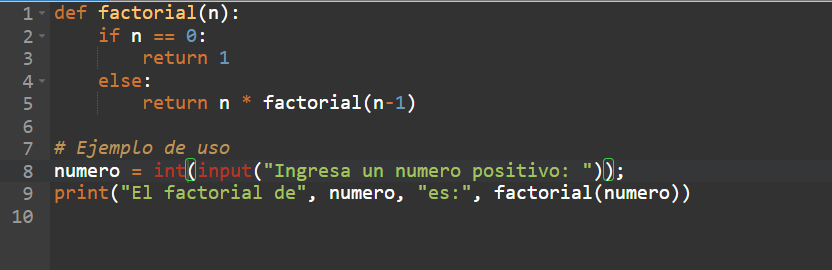 1 def factorial(n):
2     if n == 0:
3         return 1
4     else:
5         return n * factorial(n-1)
6
7 # Ejemplo de uso
8 numero = int(input("Ingresa un numero positivo: "));
9 print("El factorial de", numero, "es:", factorial(numero))
10